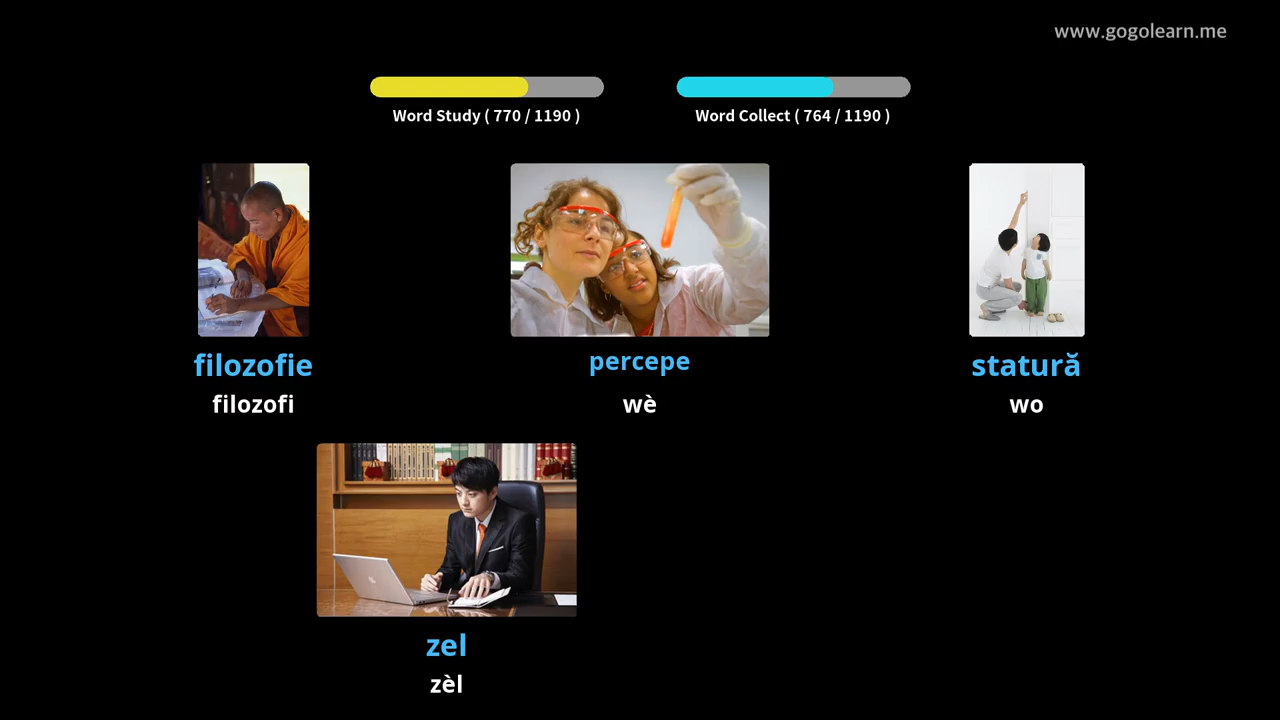 www.gogolearn.me
Word Study ( 770 / 1190 )
Word Collect ( 764 / 1190 )
filozofie
filozofi
percepe
wè
statură
wo
zel
zèl